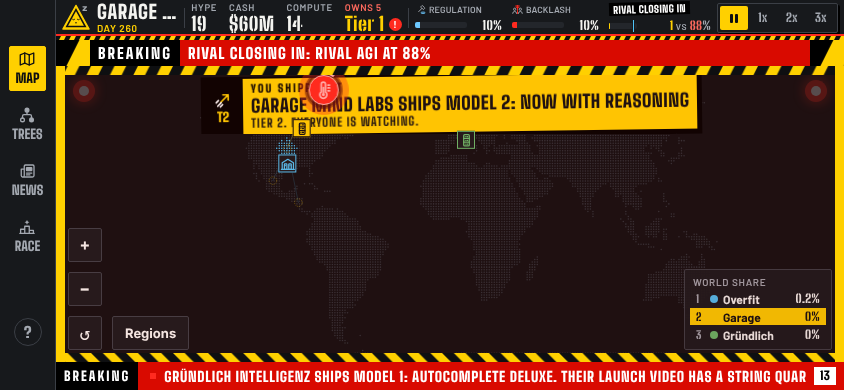 GARAGE ...
DAY 260
HYPE
19
CASH
$60M
COMPUTE
14
OWNS 5
Tier 1 !
REGULATION
10%
BACKLASH
10%
RIVAL CLOSING IN
1 vs 88%
1x
2x
3x
BREAKING
RIVAL CLOSING IN: RIVAL AGI AT 88%
MAP
TREES
NEWS
RACE
?
T2
GARAGE MIND LABS SHIPS MODEL 2: NOW WITH REASONING
TIER 2. EVERYONE IS WATCHING.
+
−
↺
Regions
WORLD SHARE
1 Overfit 0.2%
2 Garage 0%
3 Gründlich 0%
BREAKING
GRÜNDLICH INTELLIGENZ SHIPS MODEL 1: AUTOCOMPLETE DELUXE. THEIR LAUNCH VIDEO HAS A STRING QUAR
13